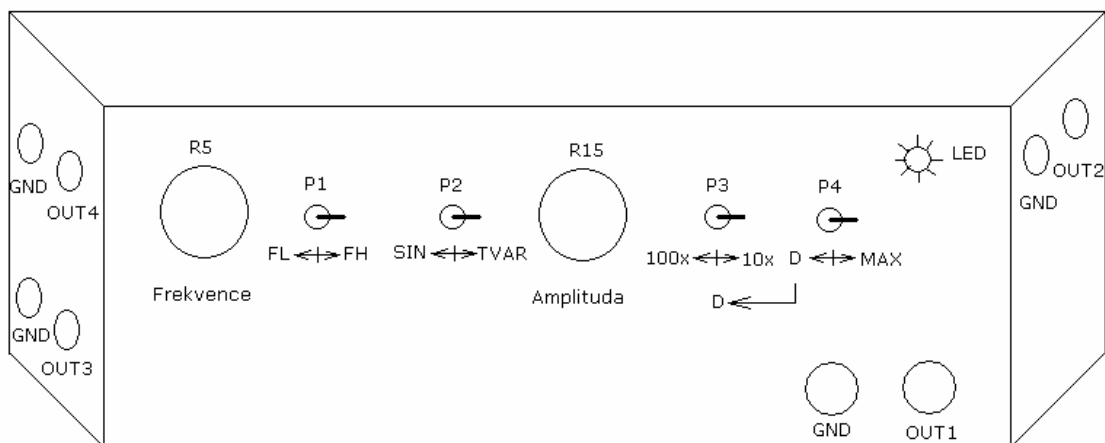 R5
P1
P2
R15
P3
P4
LED
GND
OUT4
OUT2
GND
FL FH
SIN TVAR
100x 10x
D MAX
Frekvence
Amplituda
D
GND
OUT3
GND
OUT1